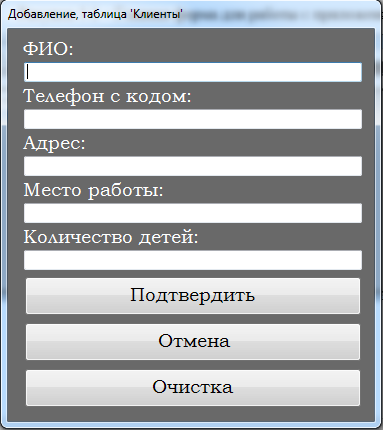 Добавление, таблица 'Клиенты'
ФИО:
Телефон с кодом:
Адрес:
Место работы:
Количество детей:
Подтвердить
Отмена
Очистка